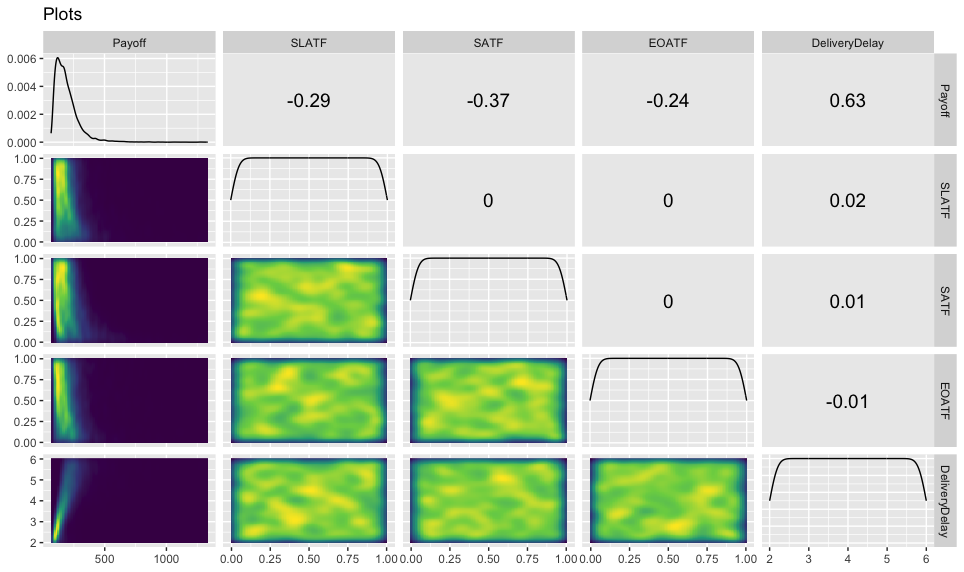 Plots
Payoff SLATF SATF EOATF DeliveryDelay
0.006
0.004
0.002
0.000
-0.29 -0.37 -0.24 0.63
Payoff
1.00
0.75
0.50
0.25
0.00
0 0 0.02
SLATF
1.00
0.75
0.50
0.25
0.00
0 0.01
SATF
1.00
0.75
0.50
0.25
0.00
-0.01
EOATF
6
5
4
3
2
DeliveryDelay
500 1000 0.00 0.25 0.50 0.75 1.00 0.00 0.25 0.50 0.75 1.00 0.00 0.25 0.50 0.75 1.00 2 3 4 5 6